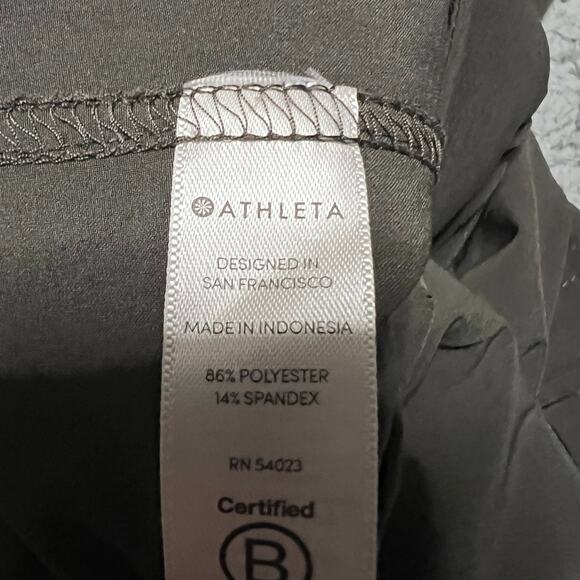 ATHLETA
DESIGNED IN
SAN FRANCISCO
MADE IN INDONESIA
86% POLYESTER
14% SPANDEX
RN 54023
Certified
B